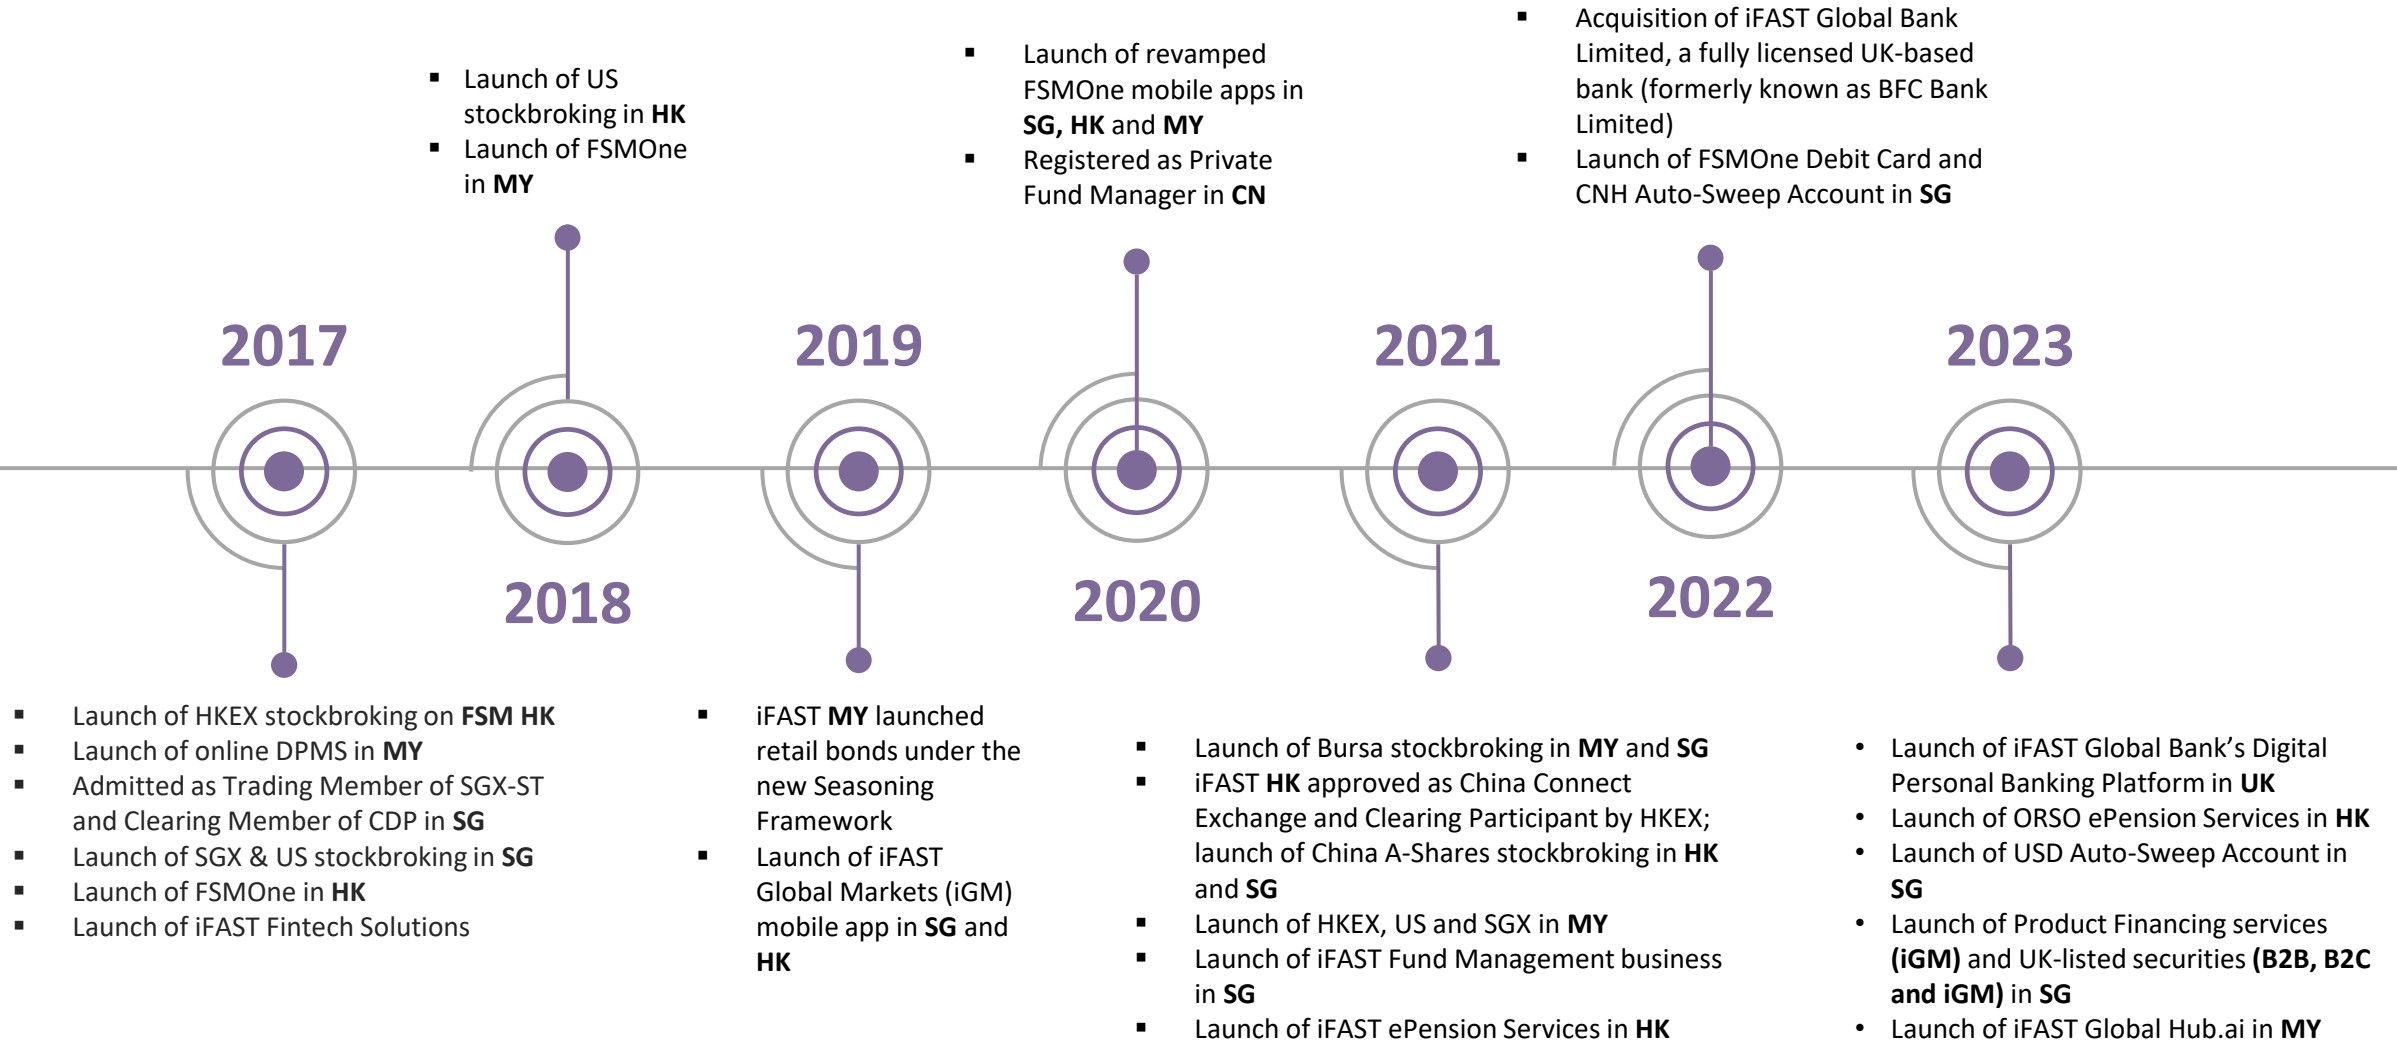 ▪ Launch of US
stockbroking in HK
▪ Launch of FSMOne
in MY
▪ Launch of revamped
FSMOne mobile apps in
SG, HK and MY
▪ Registered as Private
Fund Manager in CN
▪ Acquisition of iFAST Global Bank
Limited, a fully licensed UK-based
bank (formerly known as BFC Bank
Limited)
▪ Launch of FSMOne Debit Card and
CNH Auto-Sweep Account in SG
2017
2019
2021
2023
2018
2020
2022
▪ Launch of HKEX stockbroking on FSM HK
▪ Launch of online DPMS in MY
▪ Admitted as Trading Member of SGX-ST
and Clearing Member of CDP in SG
▪ Launch of SGX & US stockbroking in SG
▪ Launch of FSMOne in HK
▪ Launch of iFAST Fintech Solutions
▪ iFAST MY launched
retail bonds under the
new Seasoning
Framework
▪ Launch of iFAST
Global Markets (iGM)
mobile app in SG and
HK
▪ Launch of Bursa stockbroking in MY and SG
▪ iFAST HK approved as China Connect
Exchange and Clearing Participant by HKEX;
launch of China A-Shares stockbroking in HK
and SG
▪ Launch of HKEX, US and SGX in MY
▪ Launch of iFAST Fund Management business
in SG
▪ Launch of iFAST ePension Services in HK
• Launch of iFAST Global Bank’s Digital
Personal Banking Platform in UK
• Launch of ORSO ePension Services in HK
• Launch of USD Auto-Sweep Account in
SG
• Launch of Product Financing services
(iGM) and UK-listed securities (B2B, B2C
and iGM) in SG
• Launch of iFAST Global Hub.ai in MY